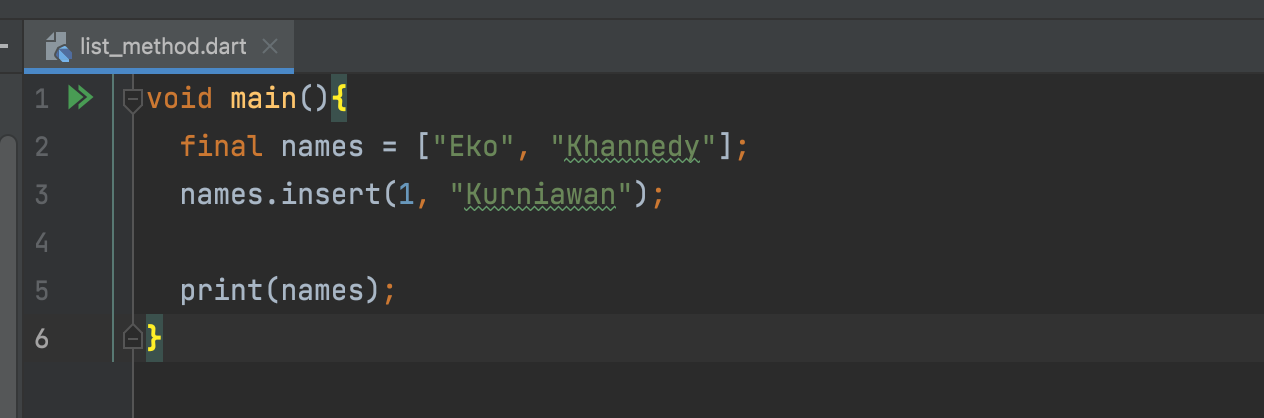 list_method.dart
1 void main(){
2 final names = ["Eko", "Khannedy"];
3 names.insert(1, "Kurniawan");
4
5 print(names);
6 }